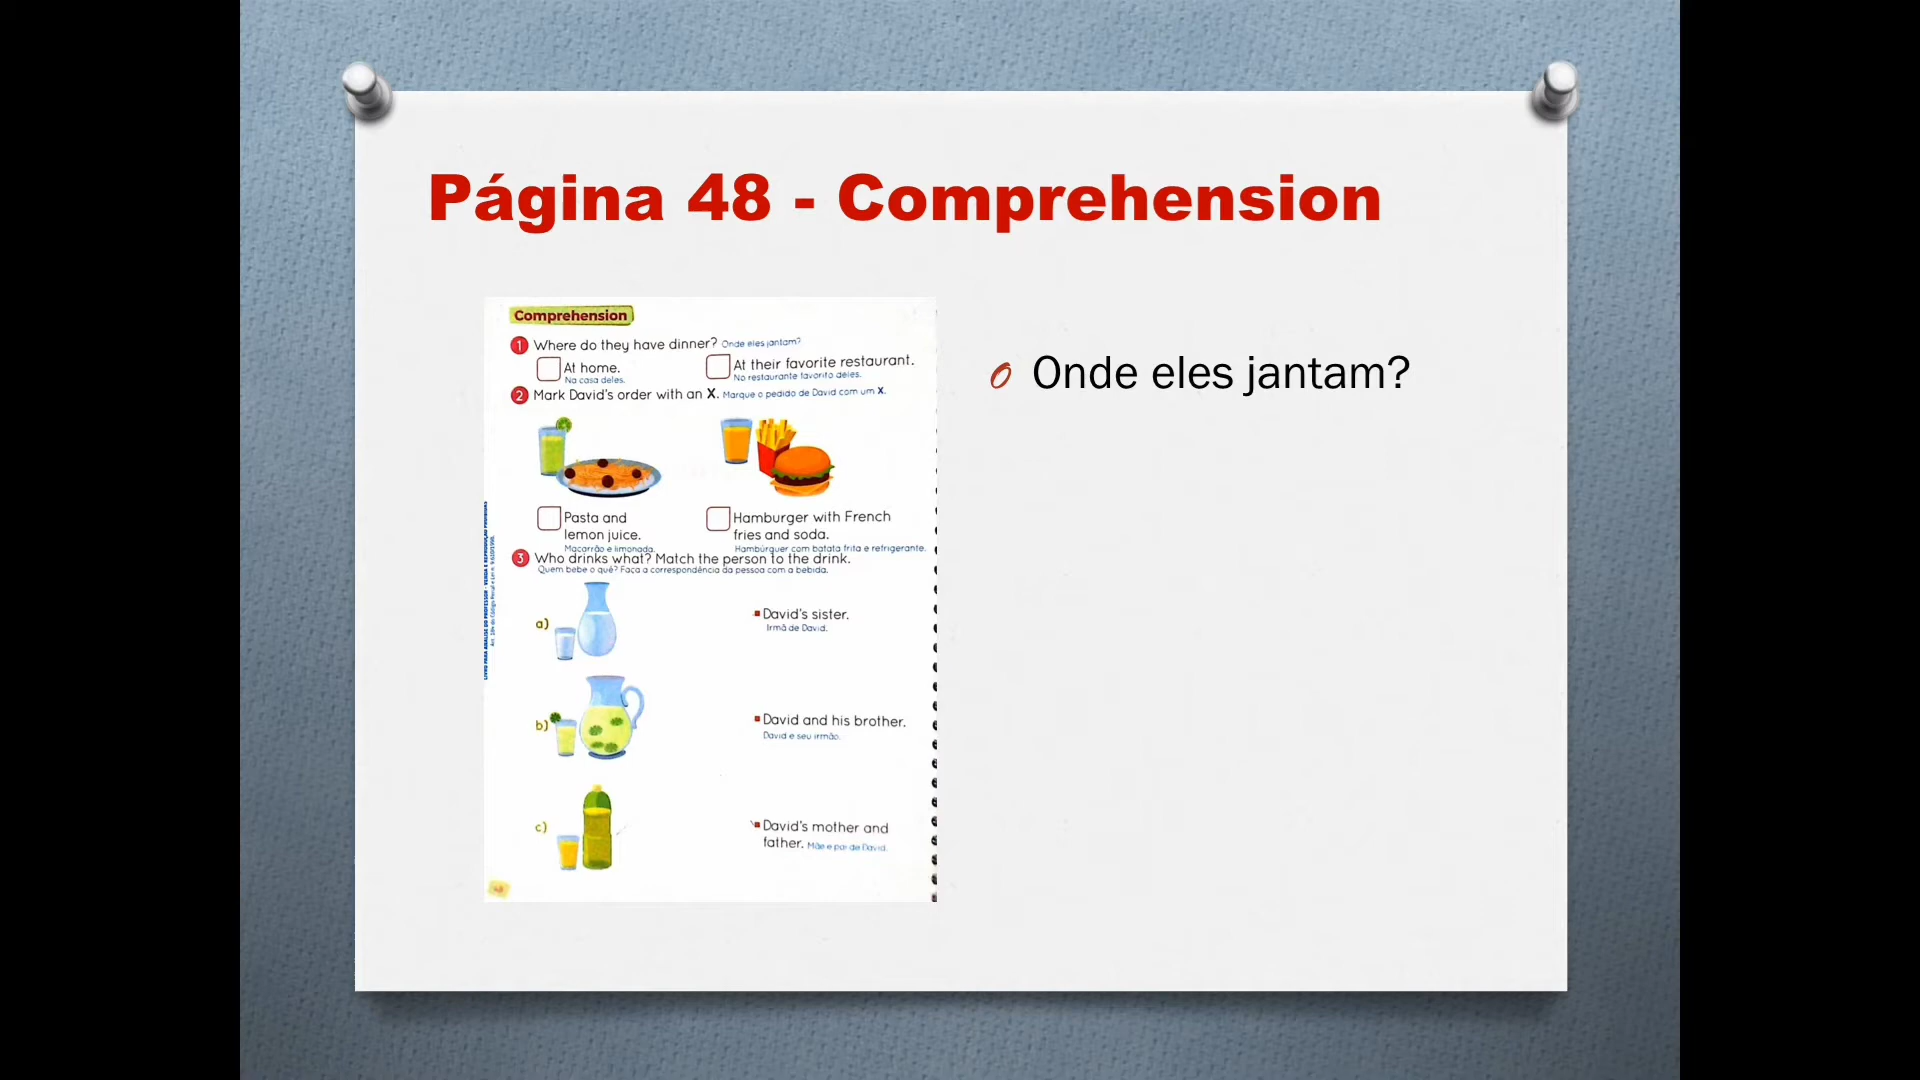 Página 48 - Comprehension
Comprehension
1 Where do they have dinner? Onde eles jantam?
At home. At their favorite restaurant.
Na casa deles. No restaurante favorito deles.
2 Mark David's order with an X. Marque o pedido de David com um X.
Pasta and
lemon juice.
Macarrão e limonada.
Hamburger with French
fries and soda.
Hambúrguer com batata frita e refrigerante.
3 Who drinks what? Match the person to the drink.
Quem bebe o quê? Faça a correspondência da pessoa com a bebida.
a)
David's sister.
Irmã de David.
b)
David and his brother.
David e seu irmão.
c)
David's mother and
father. Mãe e pai de David.
48
Onde eles jantam?